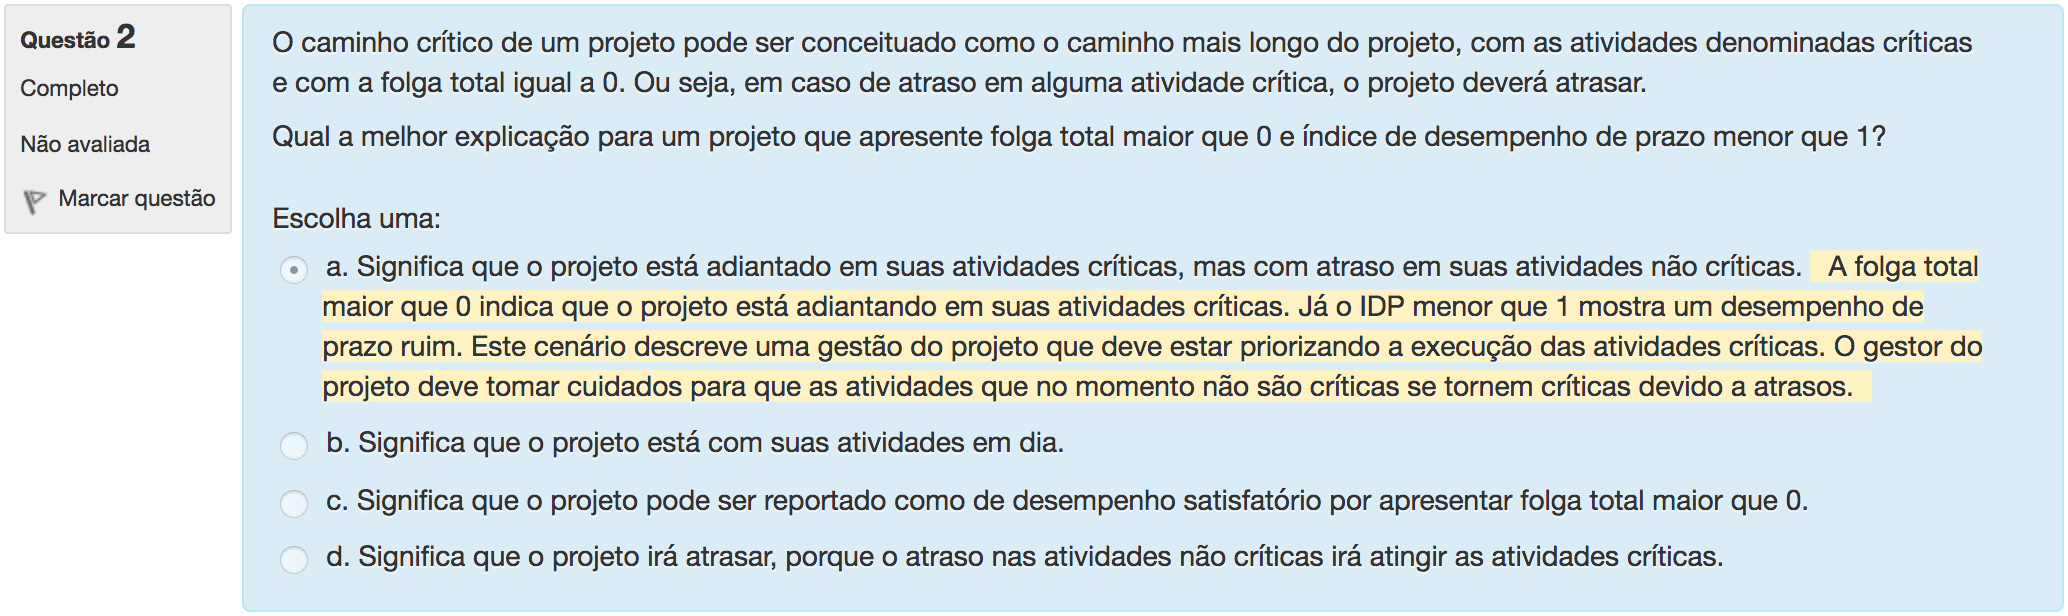 Questão 2
Completo
Não avaliada
Marcar questão
O caminho crítico de um projeto pode ser conceituado como o caminho mais longo do projeto, com as atividades denominadas críticas
e com a folga total igual a 0. Ou seja, em caso de atraso em alguma atividade crítica, o projeto deverá atrasar.
Qual a melhor explicação para um projeto que apresente folga total maior que 0 e índice de desempenho de prazo menor que 1?
Escolha uma:
a. Significa que o projeto está adiantado em suas atividades críticas, mas com atraso em suas atividades não críticas. A folga total
maior que 0 indica que o projeto está adiantando em suas atividades críticas. Já o IDP menor que 1 mostra um desempenho de
prazo ruim. Este cenário descreve uma gestão do projeto que deve estar priorizando a execução das atividades críticas. O gestor do
projeto deve tomar cuidados para que as atividades que no momento não são críticas se tornem críticas devido a atrasos.
b. Significa que o projeto está com suas atividades em dia.
c. Significa que o projeto pode ser reportado como de desempenho satisfatório por apresentar folga total maior que 0.
d. Significa que o projeto irá atrasar, porque o atraso nas atividades não críticas irá atingir as atividades críticas.